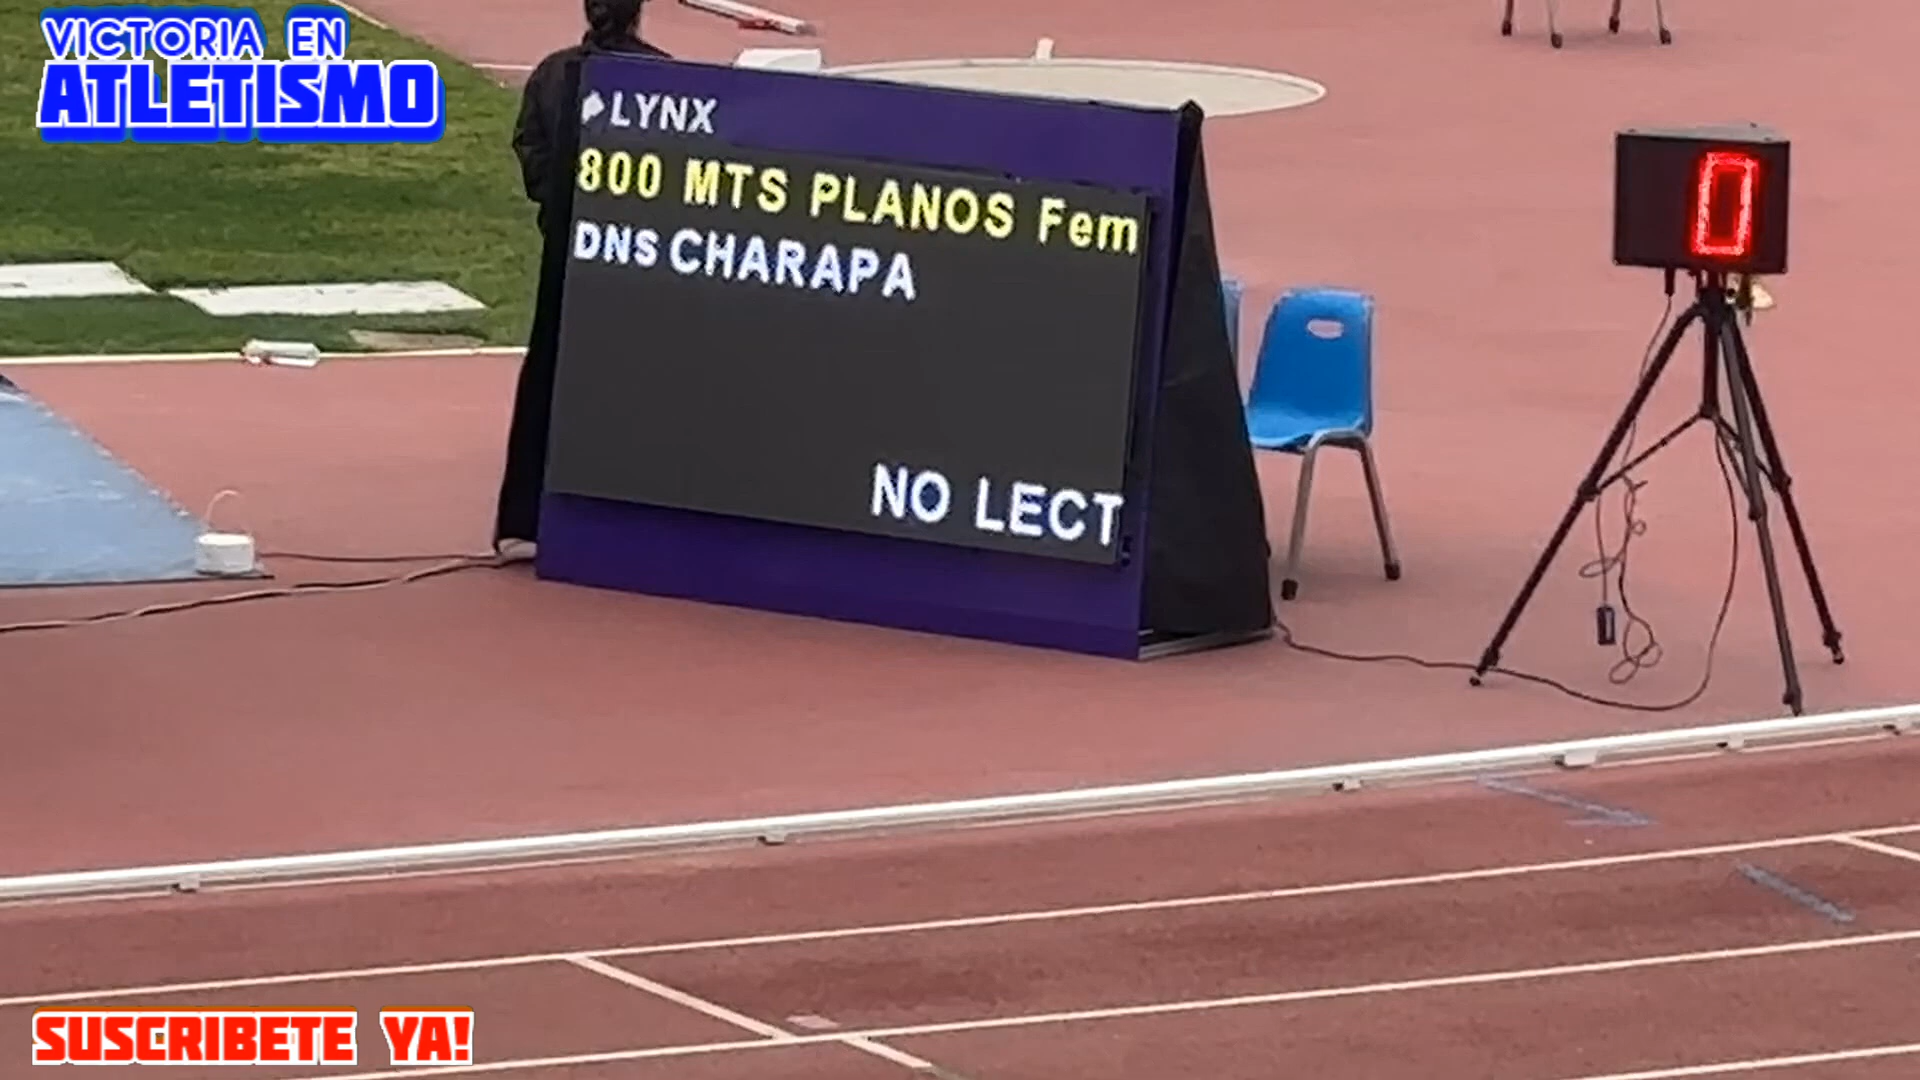 VICTORIA EN
ATLETISMO
LYNX
800 MTS PLANOS Fem
DNS CHARAPA
NO LECT
0
SUSCRIBETE YA!